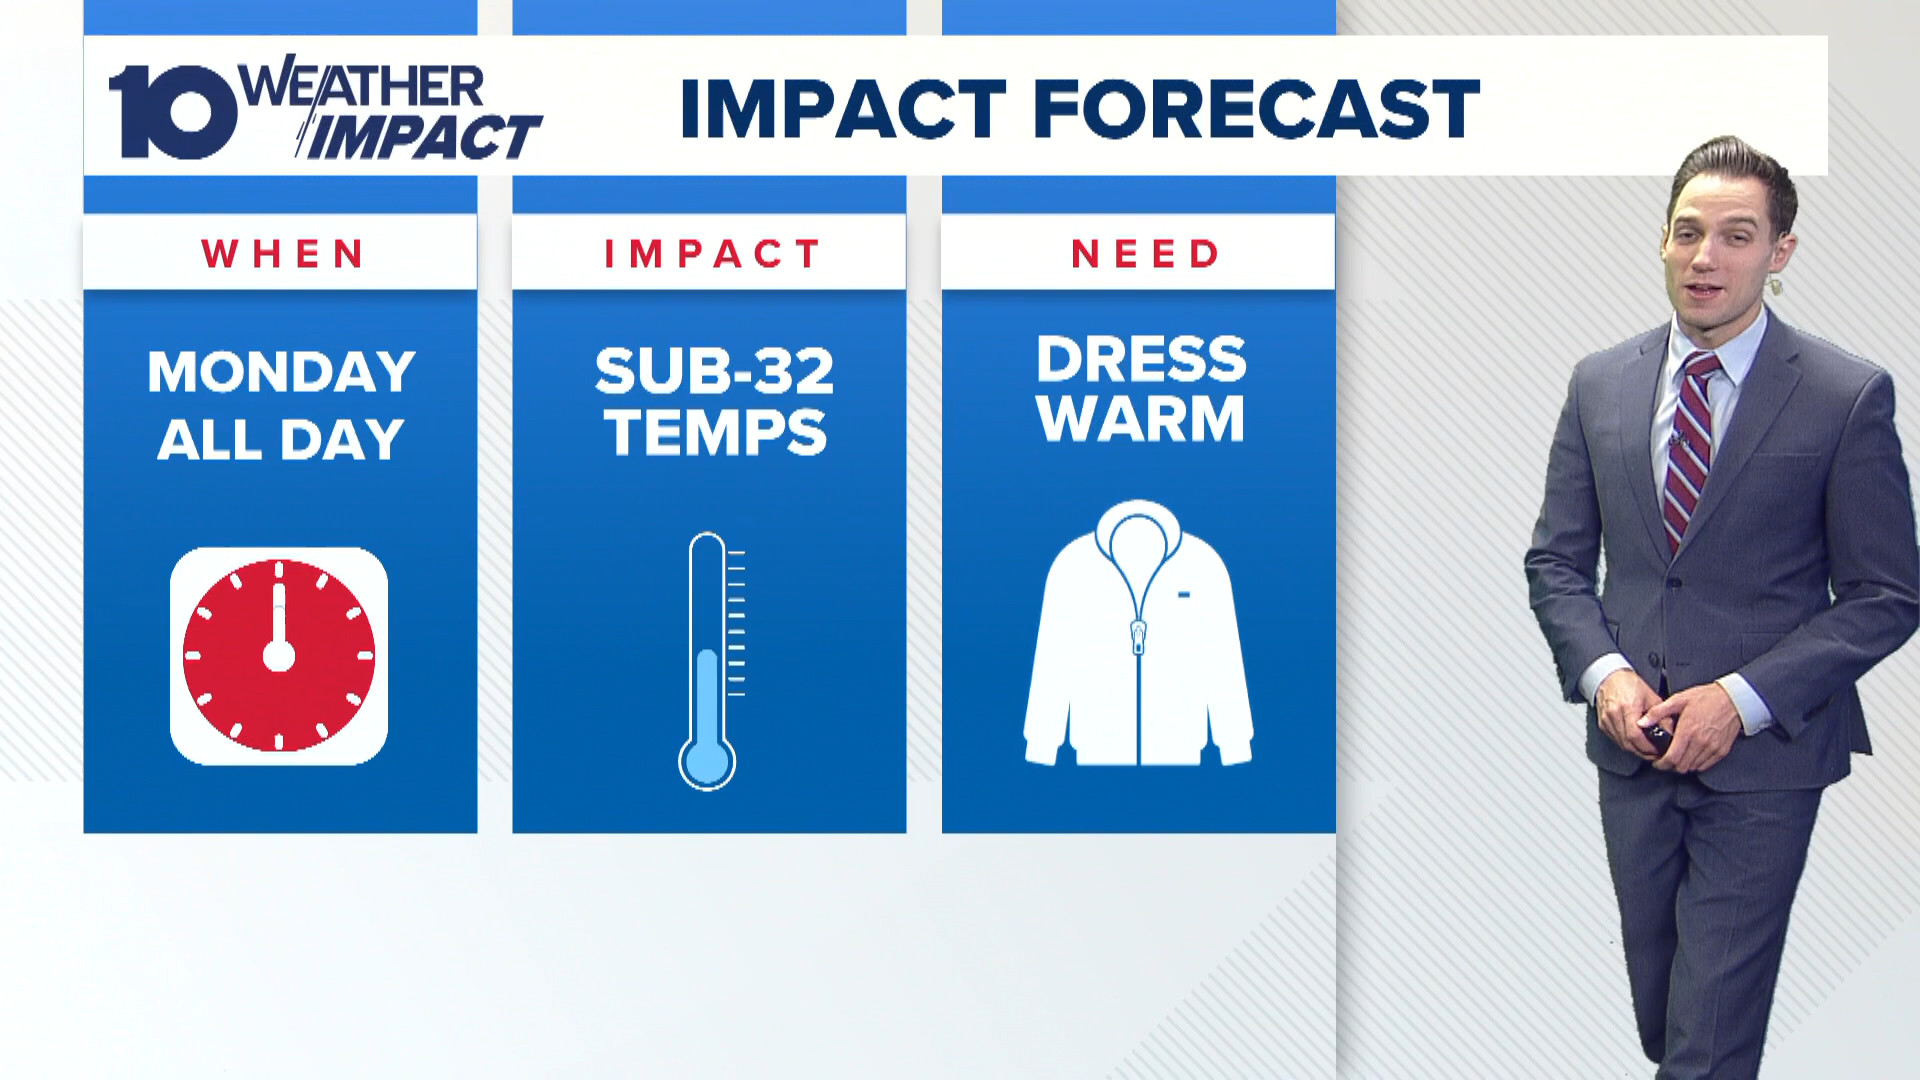 10 WEATHER
IMPACT
IMPACT FORECAST
WHEN
MONDAY
ALL DAY
IMPACT
SUB-32
TEMPS
NEED
DRESS
WARM